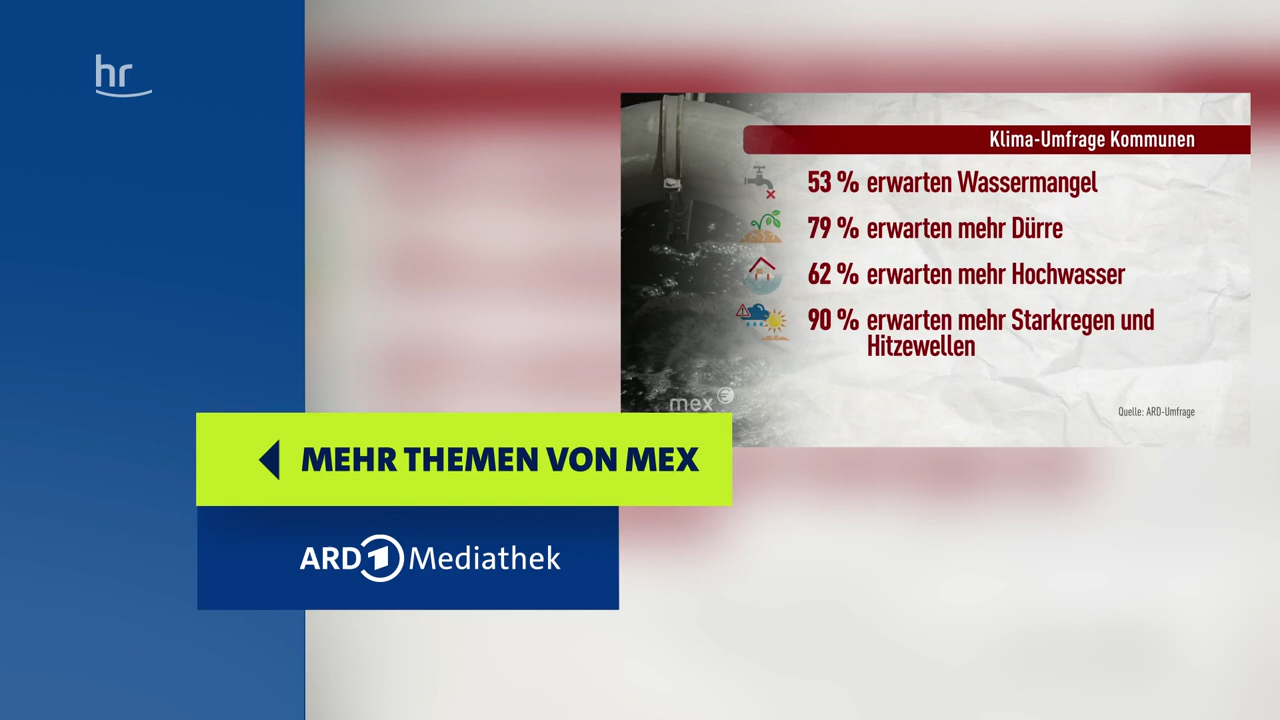 hr
Klima-Umfrage Kommunen
53 % erwarten Wassermangel
79 % erwarten mehr Dürre
62 % erwarten mehr Hochwasser
90 % erwarten mehr Starkregen und
Hitzewellen
mex €
Quelle: ARD-Umfrage
MEHR THEMEN VON MEX
ARD 1 Mediathek